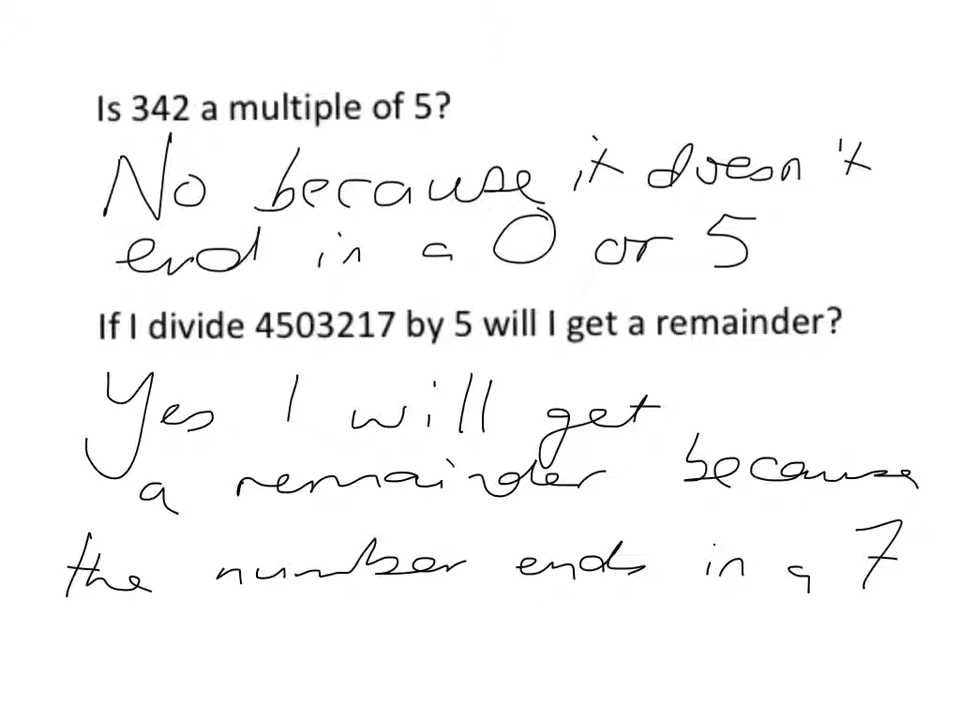 Is 342 a multiple of 5?
No because it doesn't
end in a 0 or 5
If I divide 4503217 by 5 will I get a remainder?
Yes I will get
a remainder because
the number ends in a 7